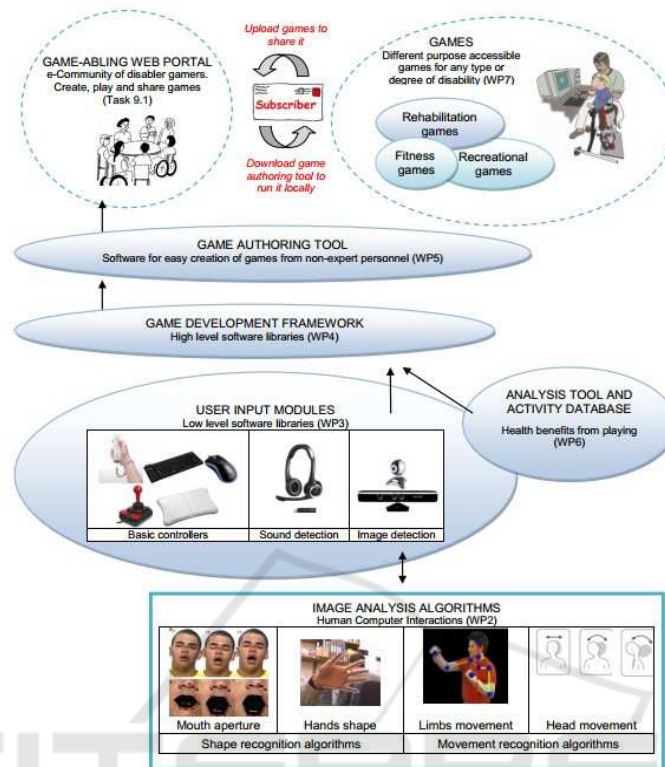 GAME-ABLING WEB PORTAL
e-Community of disabler gamers.
Create, play and share games
(Task 9.1)
Upload games to
share it
Subscriber
Download game
authoring tool to
run it locally
GAMES
Different purpose accessible
games for any type or
degree of disability (WP7)
Rehabilitation
games
Fitness
games
Recreational
games
GAME AUTHORING TOOL
Software for easy creation of games from non-expert personnel (WP5)
GAME DEVELOPMENT FRAMEWORK
High level software libraries (WP4)
USER INPUT MODULES
Low level software libraries (WP3)
Basic controllers
Sound detection
Image detection
ANALYSIS TOOL AND
ACTIVITY DATABASE
Health benefits from playing
(WP6)
IMAGE ANALYSIS ALGORITHMS
Human Computer Interactions (WP2)
Mouth aperture
Hands shape
Limbs movement
Head movement
Shape recognition algorithms
Movement recognition algorithms